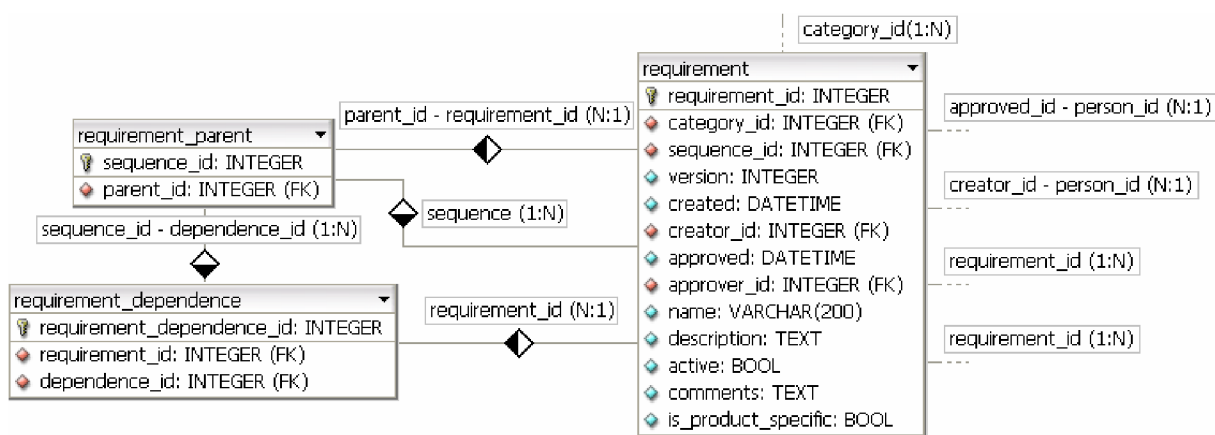 category_id(1:N)
requirement
requirement_id: INTEGER
category_id: INTEGER (FK)
sequence_id: INTEGER (FK)
version: INTEGER
created: DATETIME
creator_id: INTEGER (FK)
approved: DATETIME
approver_id: INTEGER (FK)
name: VARCHAR(200)
description: TEXT
active: BOOL
comments: TEXT
is_product_specific: BOOL
parent_id - requirement_id (N:1)
requirement_parent
sequence_id: INTEGER
parent_id: INTEGER (FK)
sequence (1:N)
sequence_id - dependence_id (1:N)
requirement_dependence
requirement_dependence_id: INTEGER
requirement_id: INTEGER (FK)
dependence_id: INTEGER (FK)
requirement_id (N:1)
approved_id - person_id (N:1)
creator_id - person_id (N:1)
requirement_id (1:N)
requirement_id (1:N)